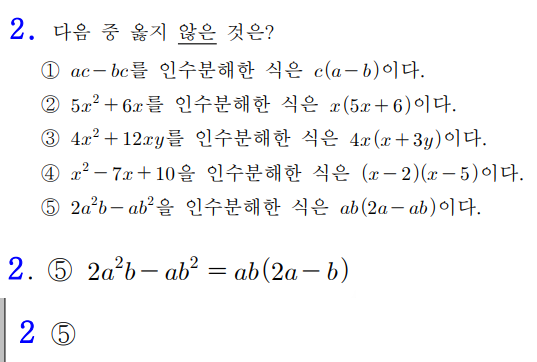 2. 다음 중 옳지 않은 것은?
① ac-bc를 인수분해한 식은 c(a-b)이다.
② 5x²+6x를 인수분해한 식은 x(5x+6)이다.
③ 4x²+12xy를 인수분해한 식은 4x(x+3y)이다.
④ x²-7x+10을 인수분해한 식은 (x-2)(x-5)이다.
⑤ 2a²b-ab²을 인수분해한 식은 ab(2a-ab)이다.
2. ⑤ 2a²b-ab²=ab(2a-b)
2 ⑤